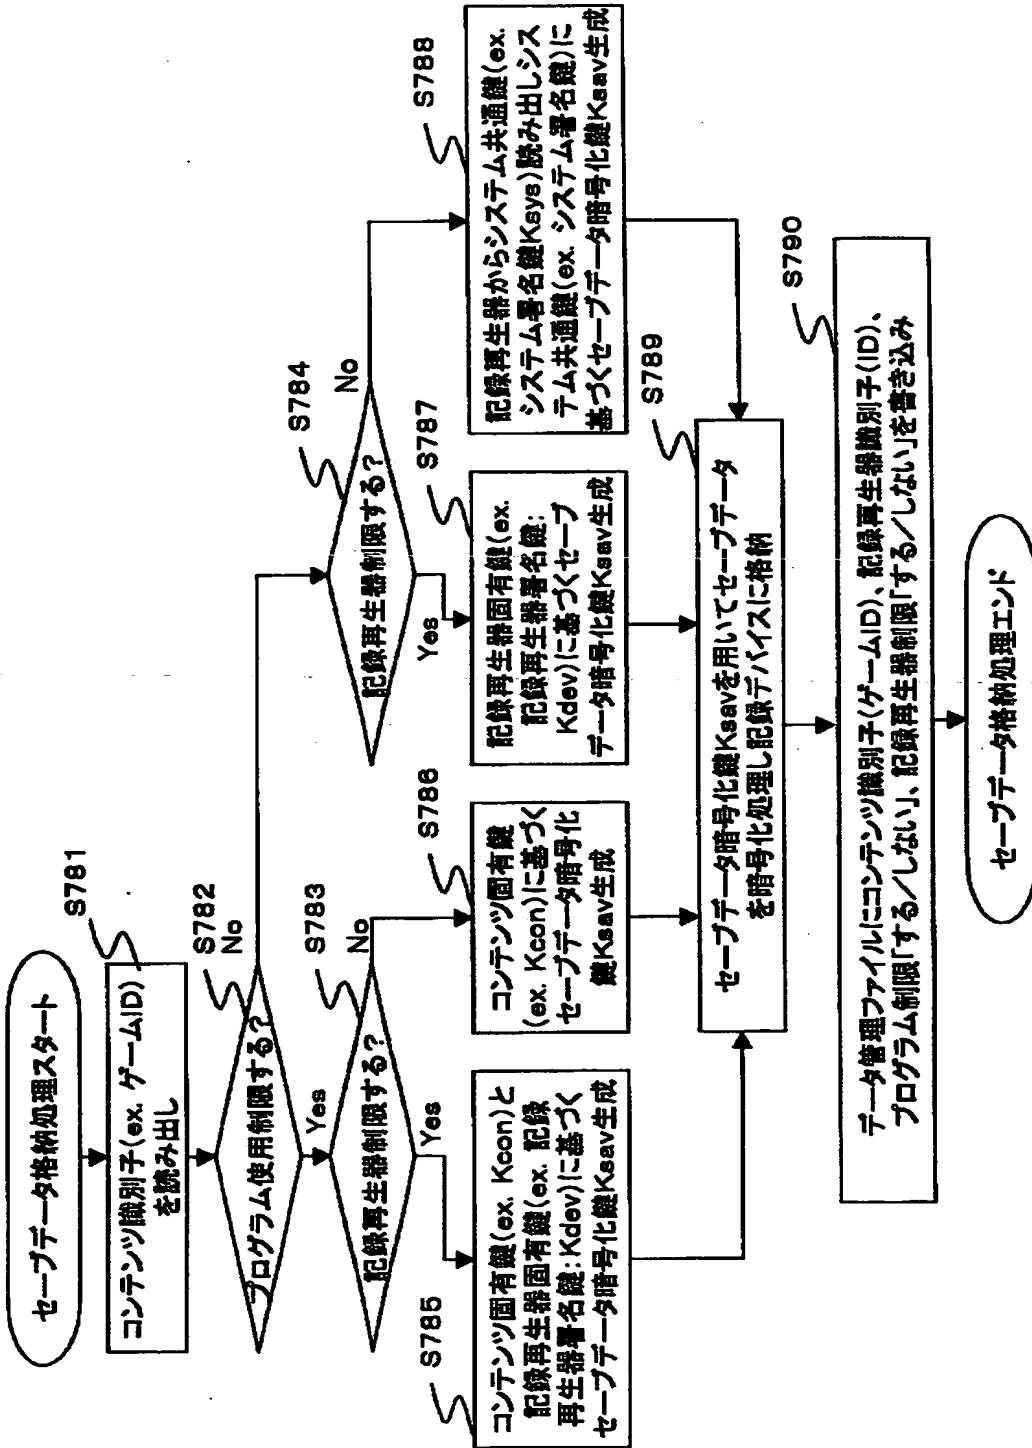 セーブデータ格納処理スタート
S781
コンテンツ識別子(ex. ゲームID)
を読み出し
S782
プログラム使用制限する?
No
Yes
S783
記録再生器制限する?
No
Yes
S784
記録再生器制限する?
No
Yes
S785
コンテンツ固有鍵(ex. Kcon)と
記録再生器固有鍵(ex. 記録
再生器署名鍵:Kdev)に基づく
セーブデータ暗号化鍵Ksav生成
S786
コンテンツ固有鍵
(ex. Kcon)に基づく
セーブデータ暗号化
鍵Ksav生成
S787
記録再生器固有鍵(ex.
記録再生器署名鍵:
Kdev)に基づくセーブ
データ暗号化鍵Ksav生成
S788
記録再生器からシステム共通鍵(ex.
システム署名鍵Ksys)読み出しシス
テム共通鍵(ex. システム署名鍵)に
基づくセーブデータ暗号化鍵Ksav生成
S789
セーブデータ暗号化鍵Ksavを用いてセーブデータ
を暗号化処理し記録デバイスに格納
S790
データ管理ファイルにコンテンツ識別子(ゲームID)、記録再生器識別子(ID)、
プログラム制限「する/しない」、記録再生器制限「する/しない」を書き込み
セーブデータ格納処理エンド